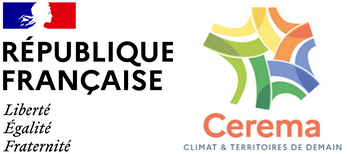 RÉPUBLIQUE
FRANÇAISE
Liberté
Égalité
Fraternité
Cerema
CLIMAT & TERRITOIRES DE DEMAIN